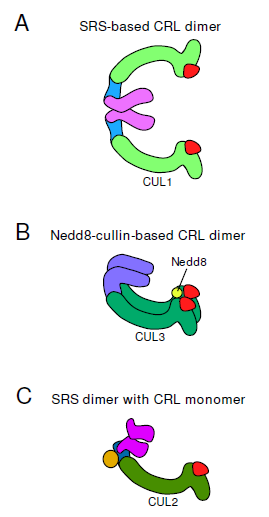 A SRS-based CRL dimer
CUL1
B Nedd8-cullin-based CRL dimer
Nedd8
CUL3
C SRS dimer with CRL monomer
CUL2